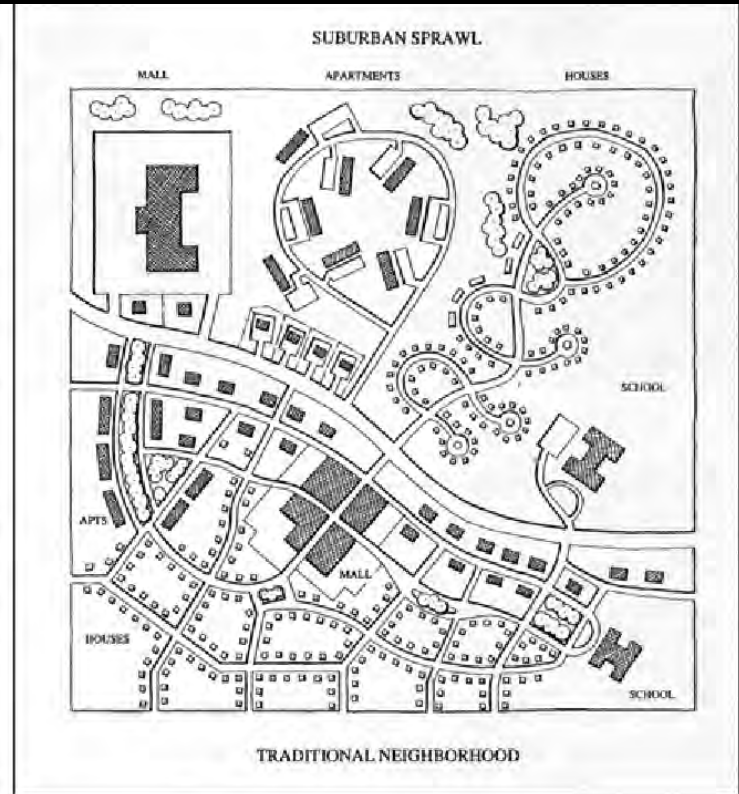 SUBURBAN SPRAWL
MALL
APARTMENTS
HOUSES
SCHOOL
APTS
MALL
HOUSES
SCHOOL
TRADITIONAL NEIGHBORHOOD